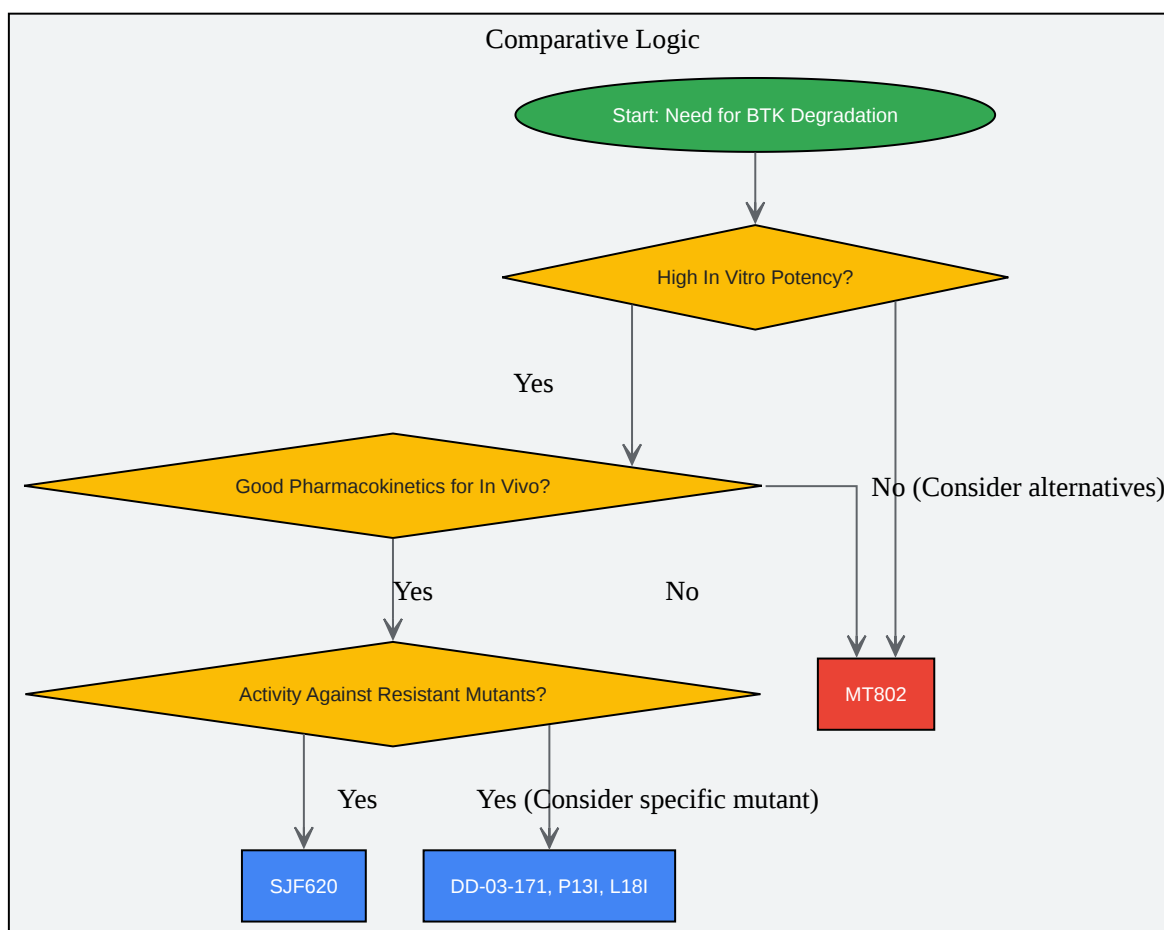 Comparative Logic
Start: Need for BTK Degradation
High In Vitro Potency?
Yes
Good Pharmacokinetics for In Vivo?
No (Consider alternatives)
Yes
No
Activity Against Resistant Mutants?
MT802
Yes
Yes (Consider specific mutant)
SJF620
DD-03-171, P13I, L18I